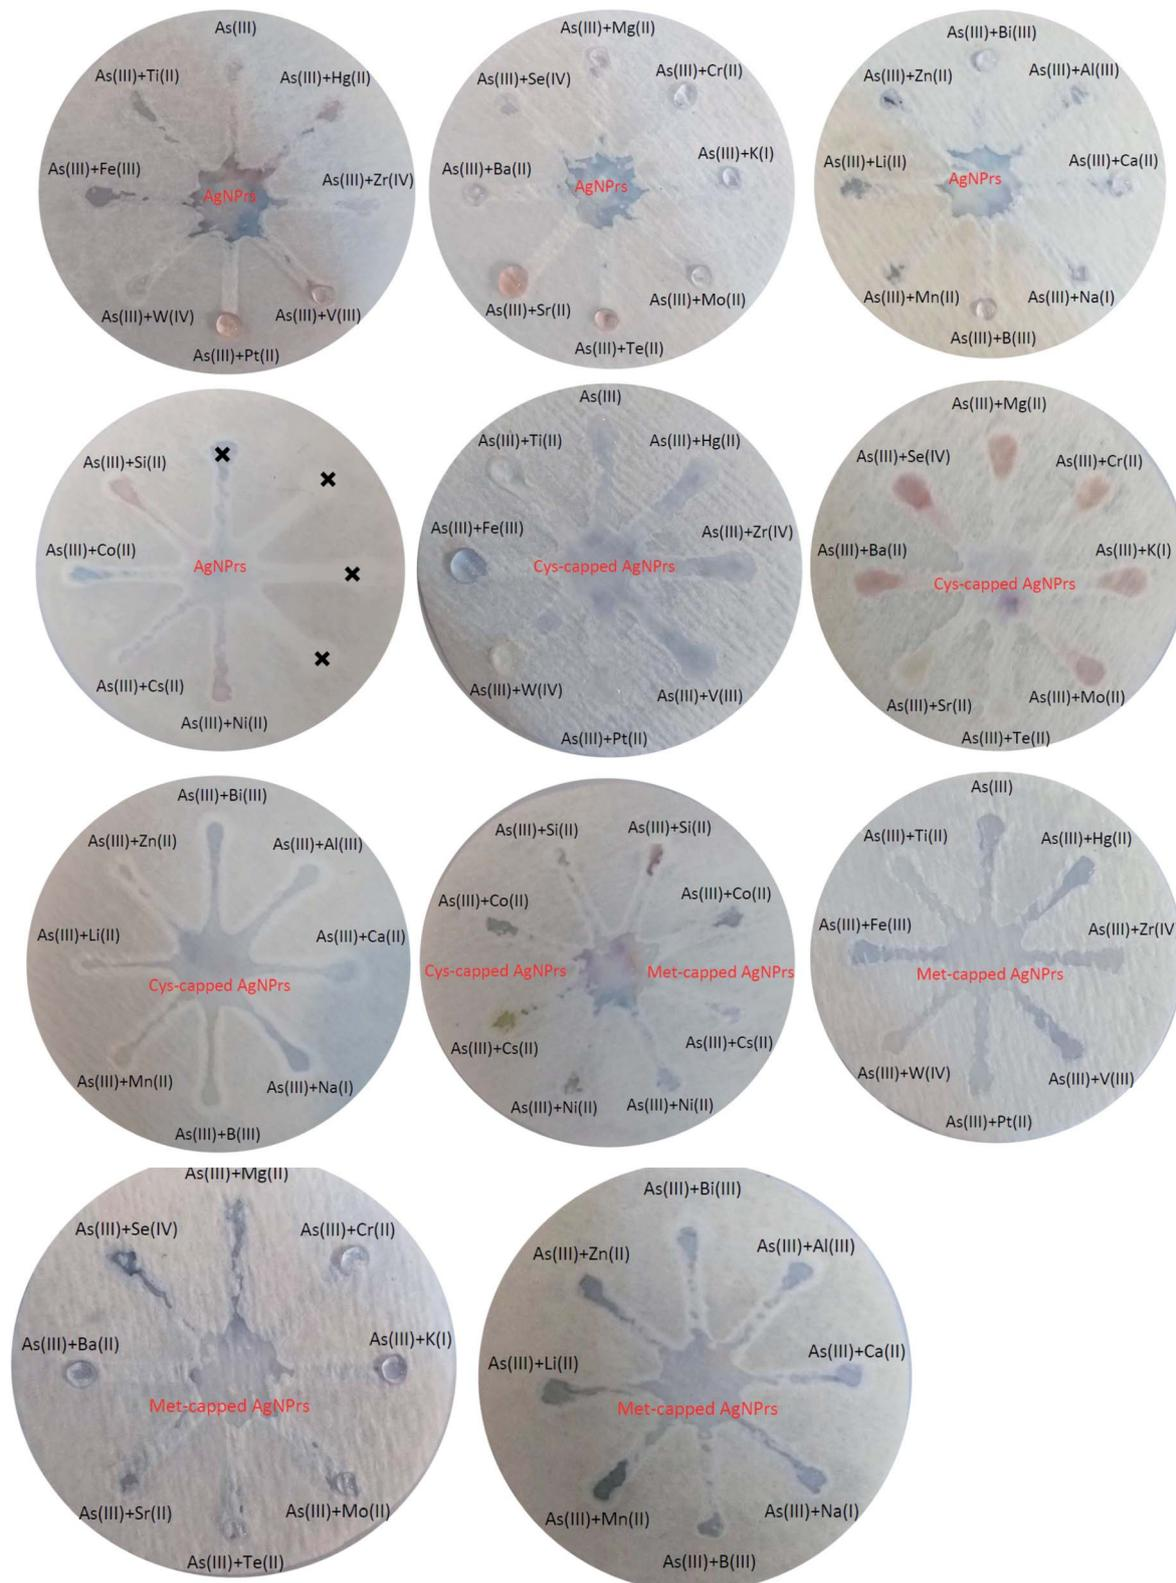 As(III)
As(III)+Ti(II)
As(III)+Hg(II)
As(III)+Fe(III)
As(III)+Zr(IV)
AgNPrs
As(III)+W(IV)
As(III)+V(III)
As(III)+Pt(II)
As(III)+Mg(II)
As(III)+Se(IV)
As(III)+Cr(II)
As(III)+Ba(II)
As(III)+K(I)
AgNPrs
As(III)+Sr(II)
As(III)+Mo(II)
As(III)+Te(II)
As(III)+Bi(III)
As(III)+Zn(II)
As(III)+Al(III)
As(III)+Li(II)
As(III)+Ca(II)
AgNPrs
As(III)+Mn(II)
As(III)+Na(I)
As(III)+B(III)
As(III)+Si(II)
As(III)+Co(II)
AgNPrs
As(III)+Cs(II)
As(III)+Ni(II)
As(III)
As(III)+Ti(II)
As(III)+Hg(II)
As(III)+Fe(III)
As(III)+Zr(IV)
Cys-capped AgNPrs
As(III)+W(IV)
As(III)+V(III)
As(III)+Pt(II)
As(III)+Mg(II)
As(III)+Se(IV)
As(III)+Cr(II)
As(III)+Ba(II)
As(III)+K(I)
Cys-capped AgNPrs
As(III)+Sr(II)
As(III)+Mo(II)
As(III)+Te(II)
As(III)+Bi(III)
As(III)+Zn(II)
As(III)+Al(III)
As(III)+Li(II)
As(III)+Ca(II)
Cys-capped AgNPrs
As(III)+Mn(II)
As(III)+Na(I)
As(III)+B(III)
As(III)+Si(II)
As(III)+Si(II)
As(III)+Co(II)
As(III)+Co(II)
Cys-capped AgNPrs
Met-capped AgNPrs
As(III)+Cs(II)
As(III)+Cs(II)
As(III)+Ni(II)
As(III)+Ni(II)
As(III)
As(III)+Ti(II)
As(III)+Hg(II)
As(III)+Fe(III)
As(III)+Zr(IV
Met-capped AgNPrs
As(III)+W(IV)
As(III)+V(III)
As(III)+Pt(II)
As(III)+Mg(II)
As(III)+Se(IV)
As(III)+Cr(II)
As(III)+Ba(II)
As(III)+K(I)
Met-capped AgNPrs
As(III)+Sr(II)
As(III)+Mo(II)
As(III)+Te(II)
As(III)+Bi(III)
As(III)+Zn(II)
As(III)+Al(III)
As(III)+Li(II)
As(III)+Ca(II)
Met-capped AgNPrs
As(III)+Mn(II)
As(III)+Na(I)
As(III)+B(III)